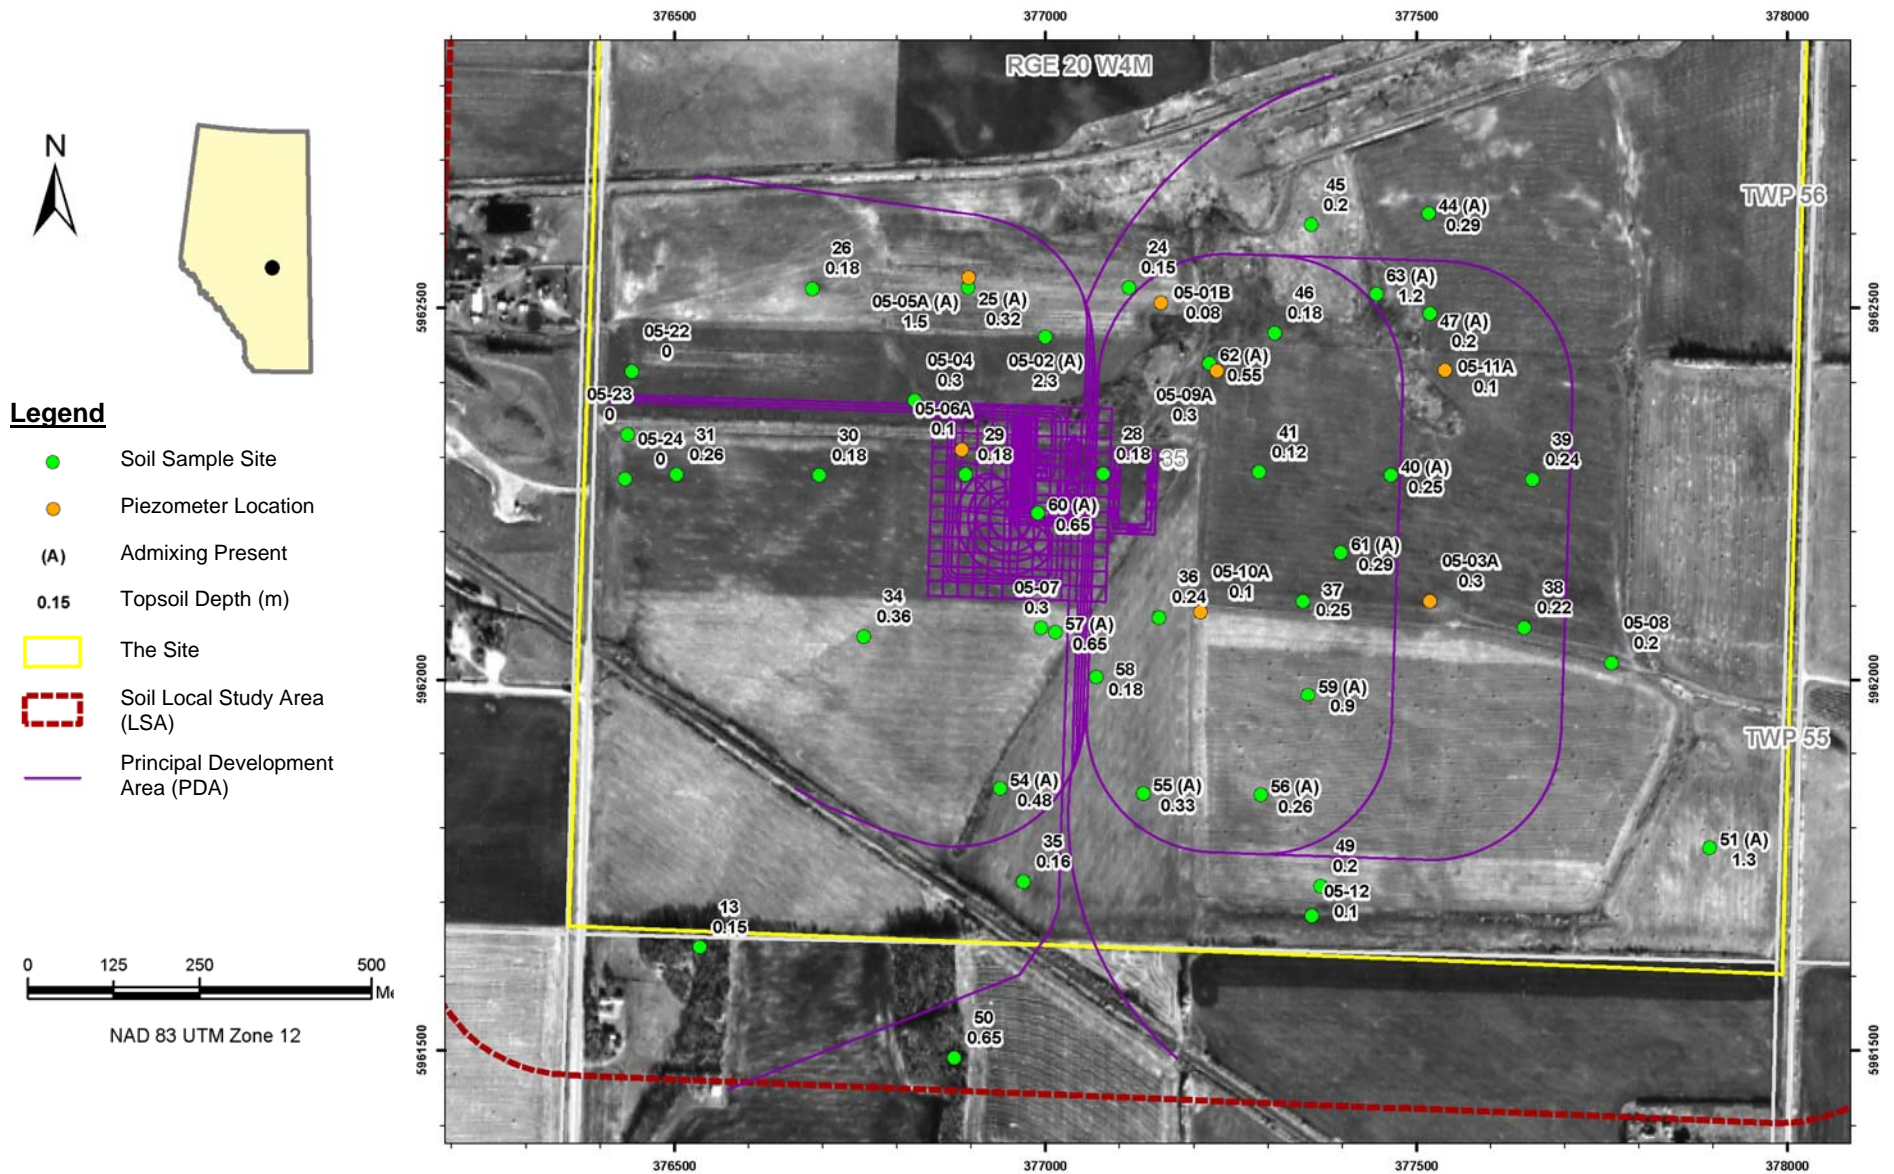 376500
377000
377500
378000
RGE 20 W4M
TWP 56
N
45
0.2
44 (A)
0.29
26
0.18
24
0.15
63 (A)
1.2
05-05A (A)
1.5
25 (A)
0.32
05-01B
0.08
46
0.18
47 (A)
0.2
5962500
5962500
05-22
0
05-04
0.3
05-02 (A)
2.3
62 (A)
0.55
05-11A
0.1
05-23
0
05-06A
0.1
05-09A
0.3
Legend
Soil Sample Site
Piezometer Location
(A)
Admixing Present
0.15
Topsoil Depth (m)
The Site
Soil Local Study Area
(LSA)
Principal Development
Area (PDA)
05-24
0
31
0.26
30
0.18
29
0.18
28
0.18
35
41
0.12
40 (A)
0.25
39
0.24
60 (A)
0.65
61 (A)
0.29
05-03A
0.3
34
0.36
05-07
0.3
57 (A)
0.65
36
0.24
05-10A
0.1
37
0.25
38
0.22
05-08
0.2
5962000
5962000
58
0.18
59 (A)
0.9
TWP 55
54 (A)
0.48
55 (A)
0.33
56 (A)
0.26
35
0.16
49
0.2
51 (A)
1.3
05-12
0.1
13
0.15
50
0.65
0
125
250
500
Me
NAD 83 UTM Zone 12
5961500
5961500
376500
377000
377500
378000